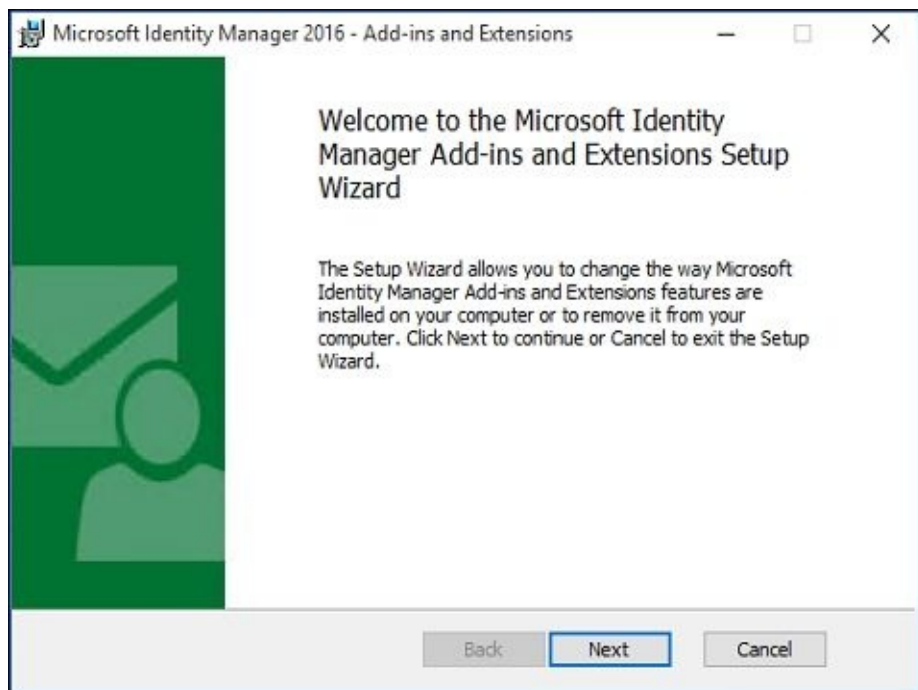 Microsoft Identity Manager 2016 - Add-ins and Extensions
Welcome to the Microsoft Identity
Manager Add-ins and Extensions Setup
Wizard
The Setup Wizard allows you to change the way Microsoft
Identity Manager Add-ins and Extensions features are
installed on your computer or to remove it from your
computer. Click Next to continue or Cancel to exit the Setup
Wizard.
Back Next Cancel